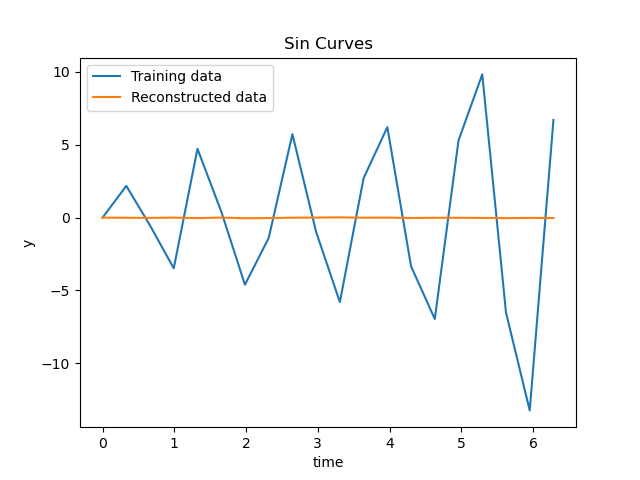 Sin Curves
Training data
Reconstructed data
10
5
0
−5
−10
y
0 1 2 3 4 5 6
time